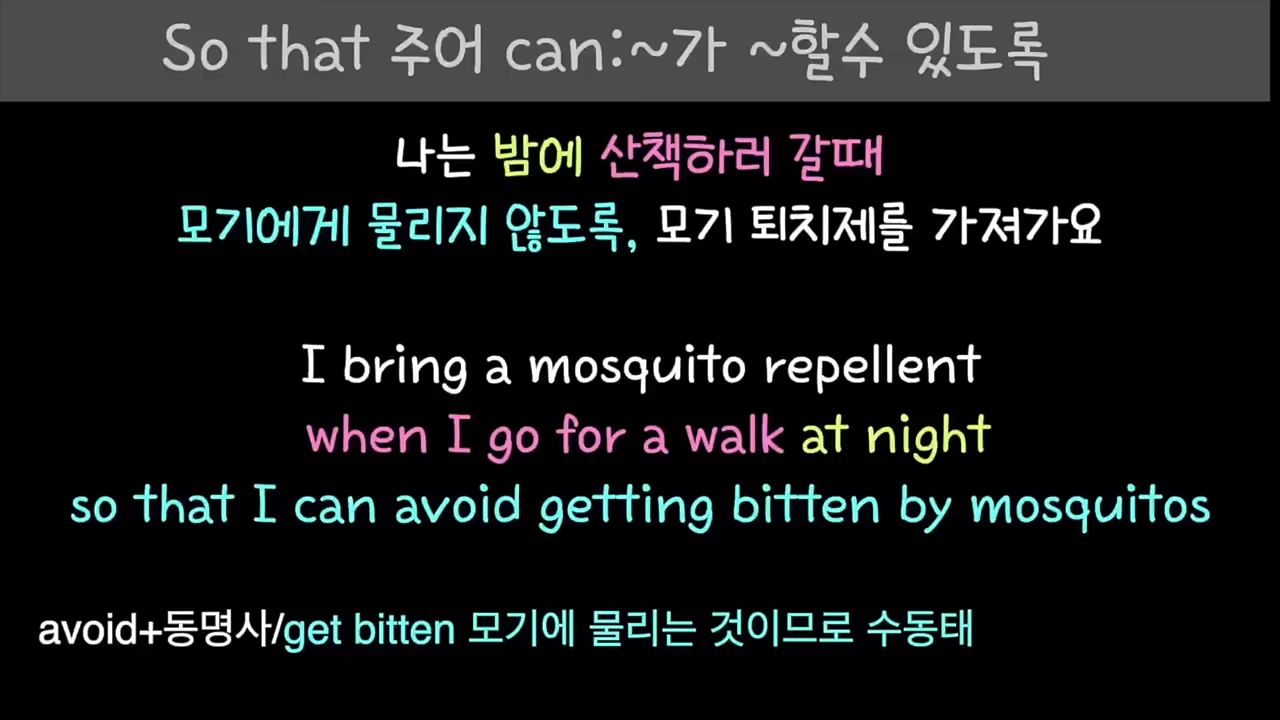 So that 주어 can:~가 ~할수 있도록
나는 밤에 산책하러 갈때
모기에게 물리지 않도록, 모기 퇴치제를 가져가요
I bring a mosquito repellent
when I go for a walk at night
so that I can avoid getting bitten by mosquitos
avoid+동명사/get bitten 모기에 물리는 것이므로 수동태